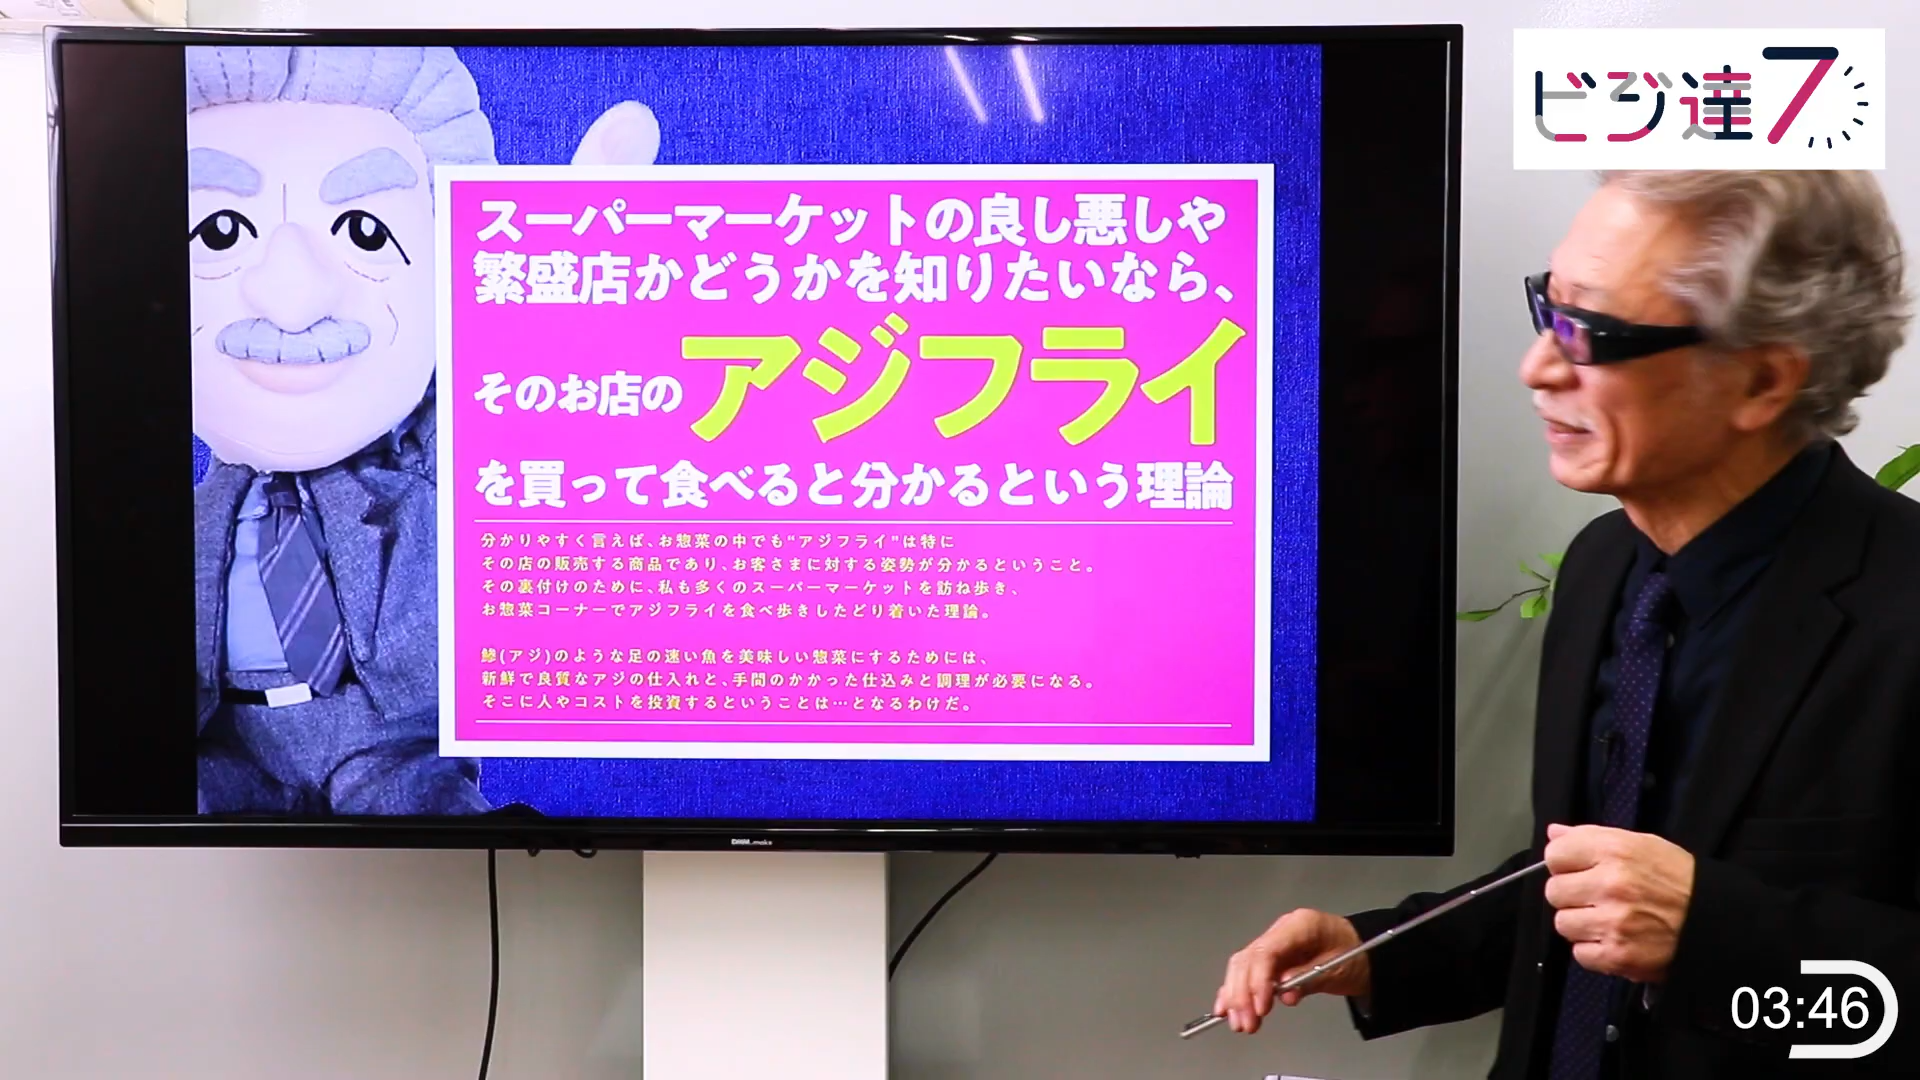 ビジ達7
スーパーマーケットの良し悪しや
繁盛店かどうかを知りたいなら、
そのお店のアジフライ
を買って食べると分かるという理論
分かりやすく言えば、お惣菜の中でも“アジフライ”は特に
その店の販売する商品であり、お客さまに対する姿勢が分かるということ。
その裏付けのために、私も多くのスーパーマーケットを訪ね歩き、
お惣菜コーナーでアジフライを食べ歩きしたどり着いた理論。
鯵(アジ)のような足の速い魚を美味しい惣菜にするためには、
新鮮で良質なアジの仕入れと、手間のかかった仕込みと調理が必要になる。
そこに人やコストを投資するということは…となるわけだ。
DMM.make
03:46